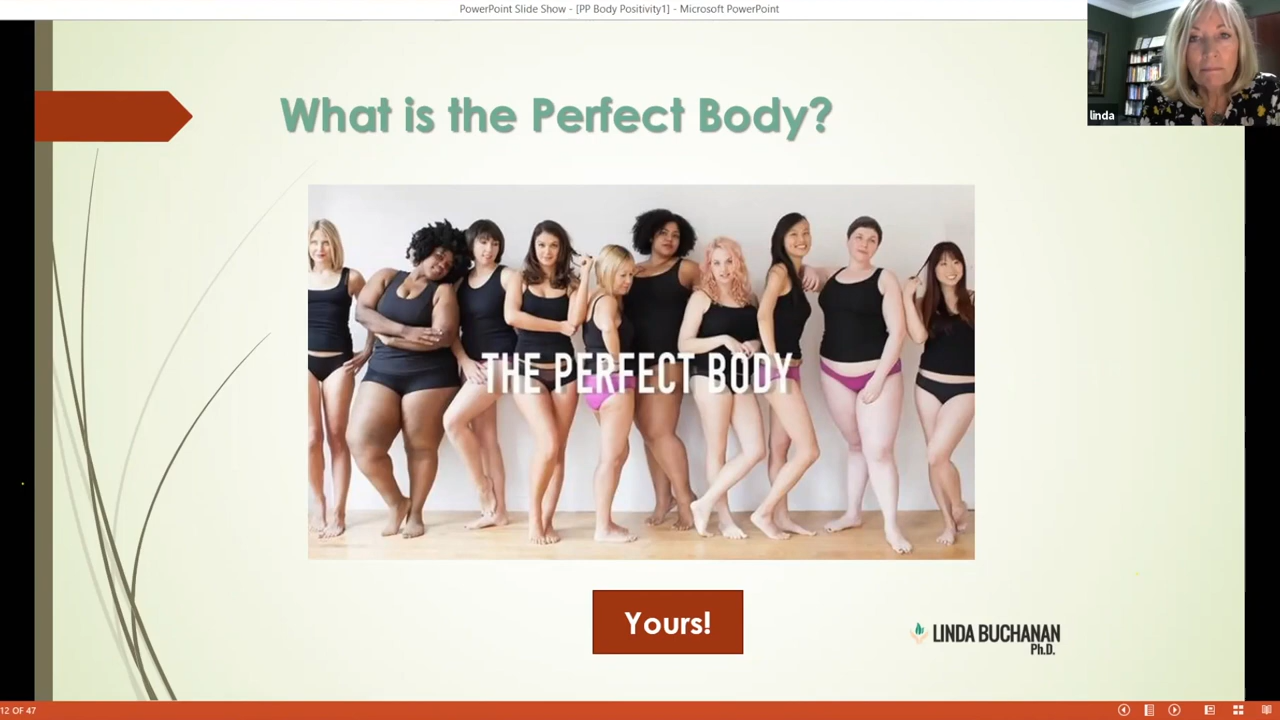 PowerPoint Slide Show - [PP Body Positivity1] - Microsoft PowerPoint
linda
What is the Perfect Body?
THE PERFECT BODY
Yours!
LINDA BUCHANAN
Ph.D.
12 OF 47